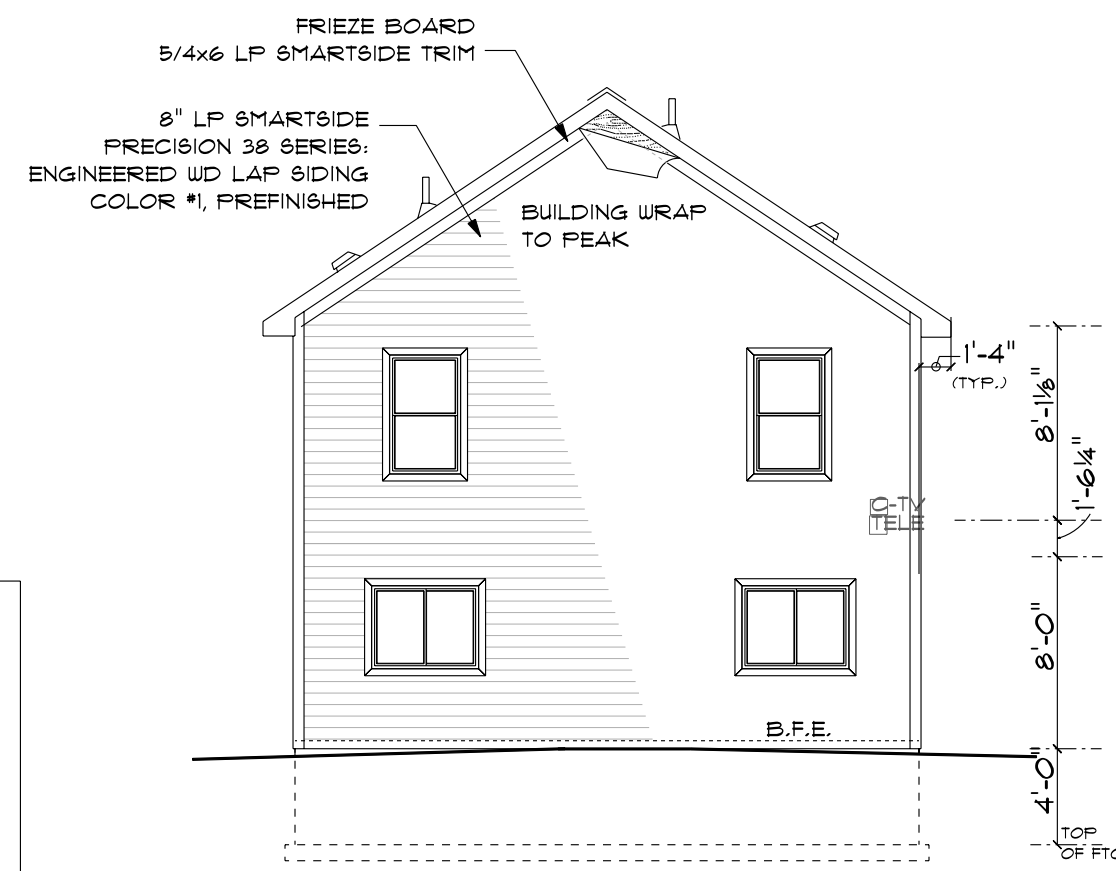 FRIEZE BOARD
5/4x6 LP SMARTSIDE TRIM
8" LP SMARTSIDE
PRECISION 38 SERIES:
ENGINEERED WD LAP SIDING
COLOR #1, PREFINISHED
BUILDING WRAP
TO PEAK
1'-4"
(TYP.)
8'-1⅛"
1'-6¼"
C-TV
TELE
8'-0"
B.F.E.
4'-0"
TOP
OF FTG